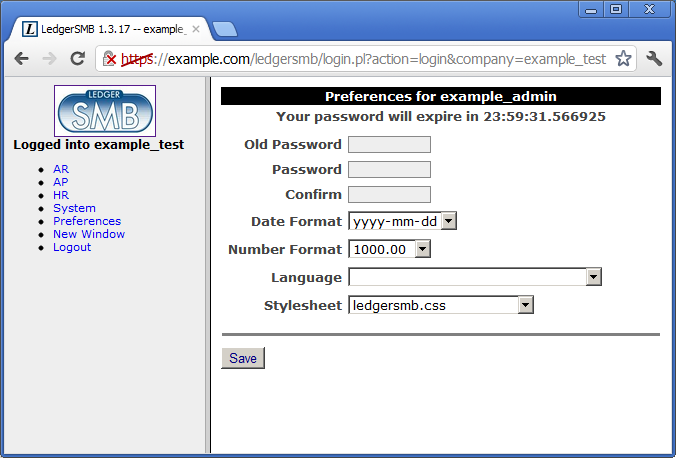 LedgerSMB 1.3.17 -- example_
https://example.com/ledgersmb/login.pl?action=login&company=example_test
LEDGER
SMB
Logged into example_test
AR
AP
HR
System
Preferences
New Window
Logout
Preferences for example_admin
Your password will expire in 23:59:31.566925
Old Password
Password
Confirm
Date Format yyyy-mm-dd
Number Format 1000.00
Language
Stylesheet ledgersmb.css
Save